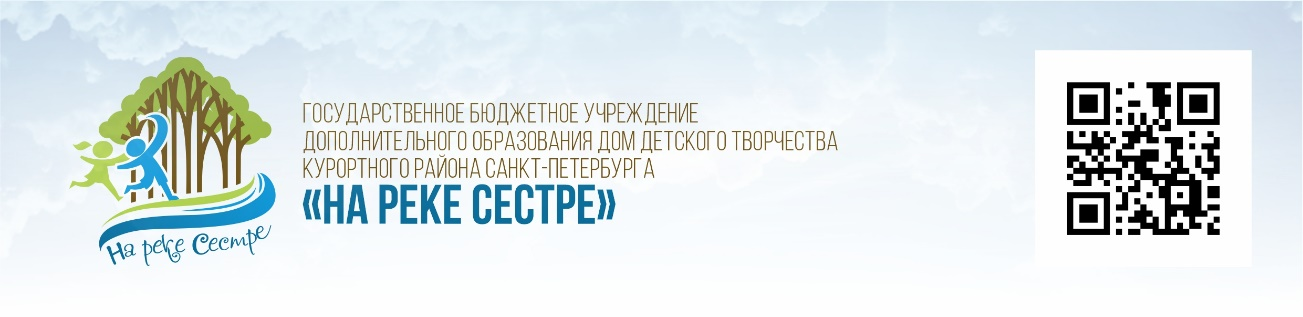 ГОСУДАРСТВЕННОЕ БЮДЖЕТНОЕ УЧРЕЖДЕНИЕ
ДОПОЛНИТЕЛЬНОГО ОБРАЗОВАНИЯ ДОМ ДЕТСКОГО ТВОРЧЕСТВА
КУРОРТНОГО РАЙОНА САНКТ-ПЕТЕРБУРГА
«НА РЕКЕ СЕСТРЕ»
На реке Сестре